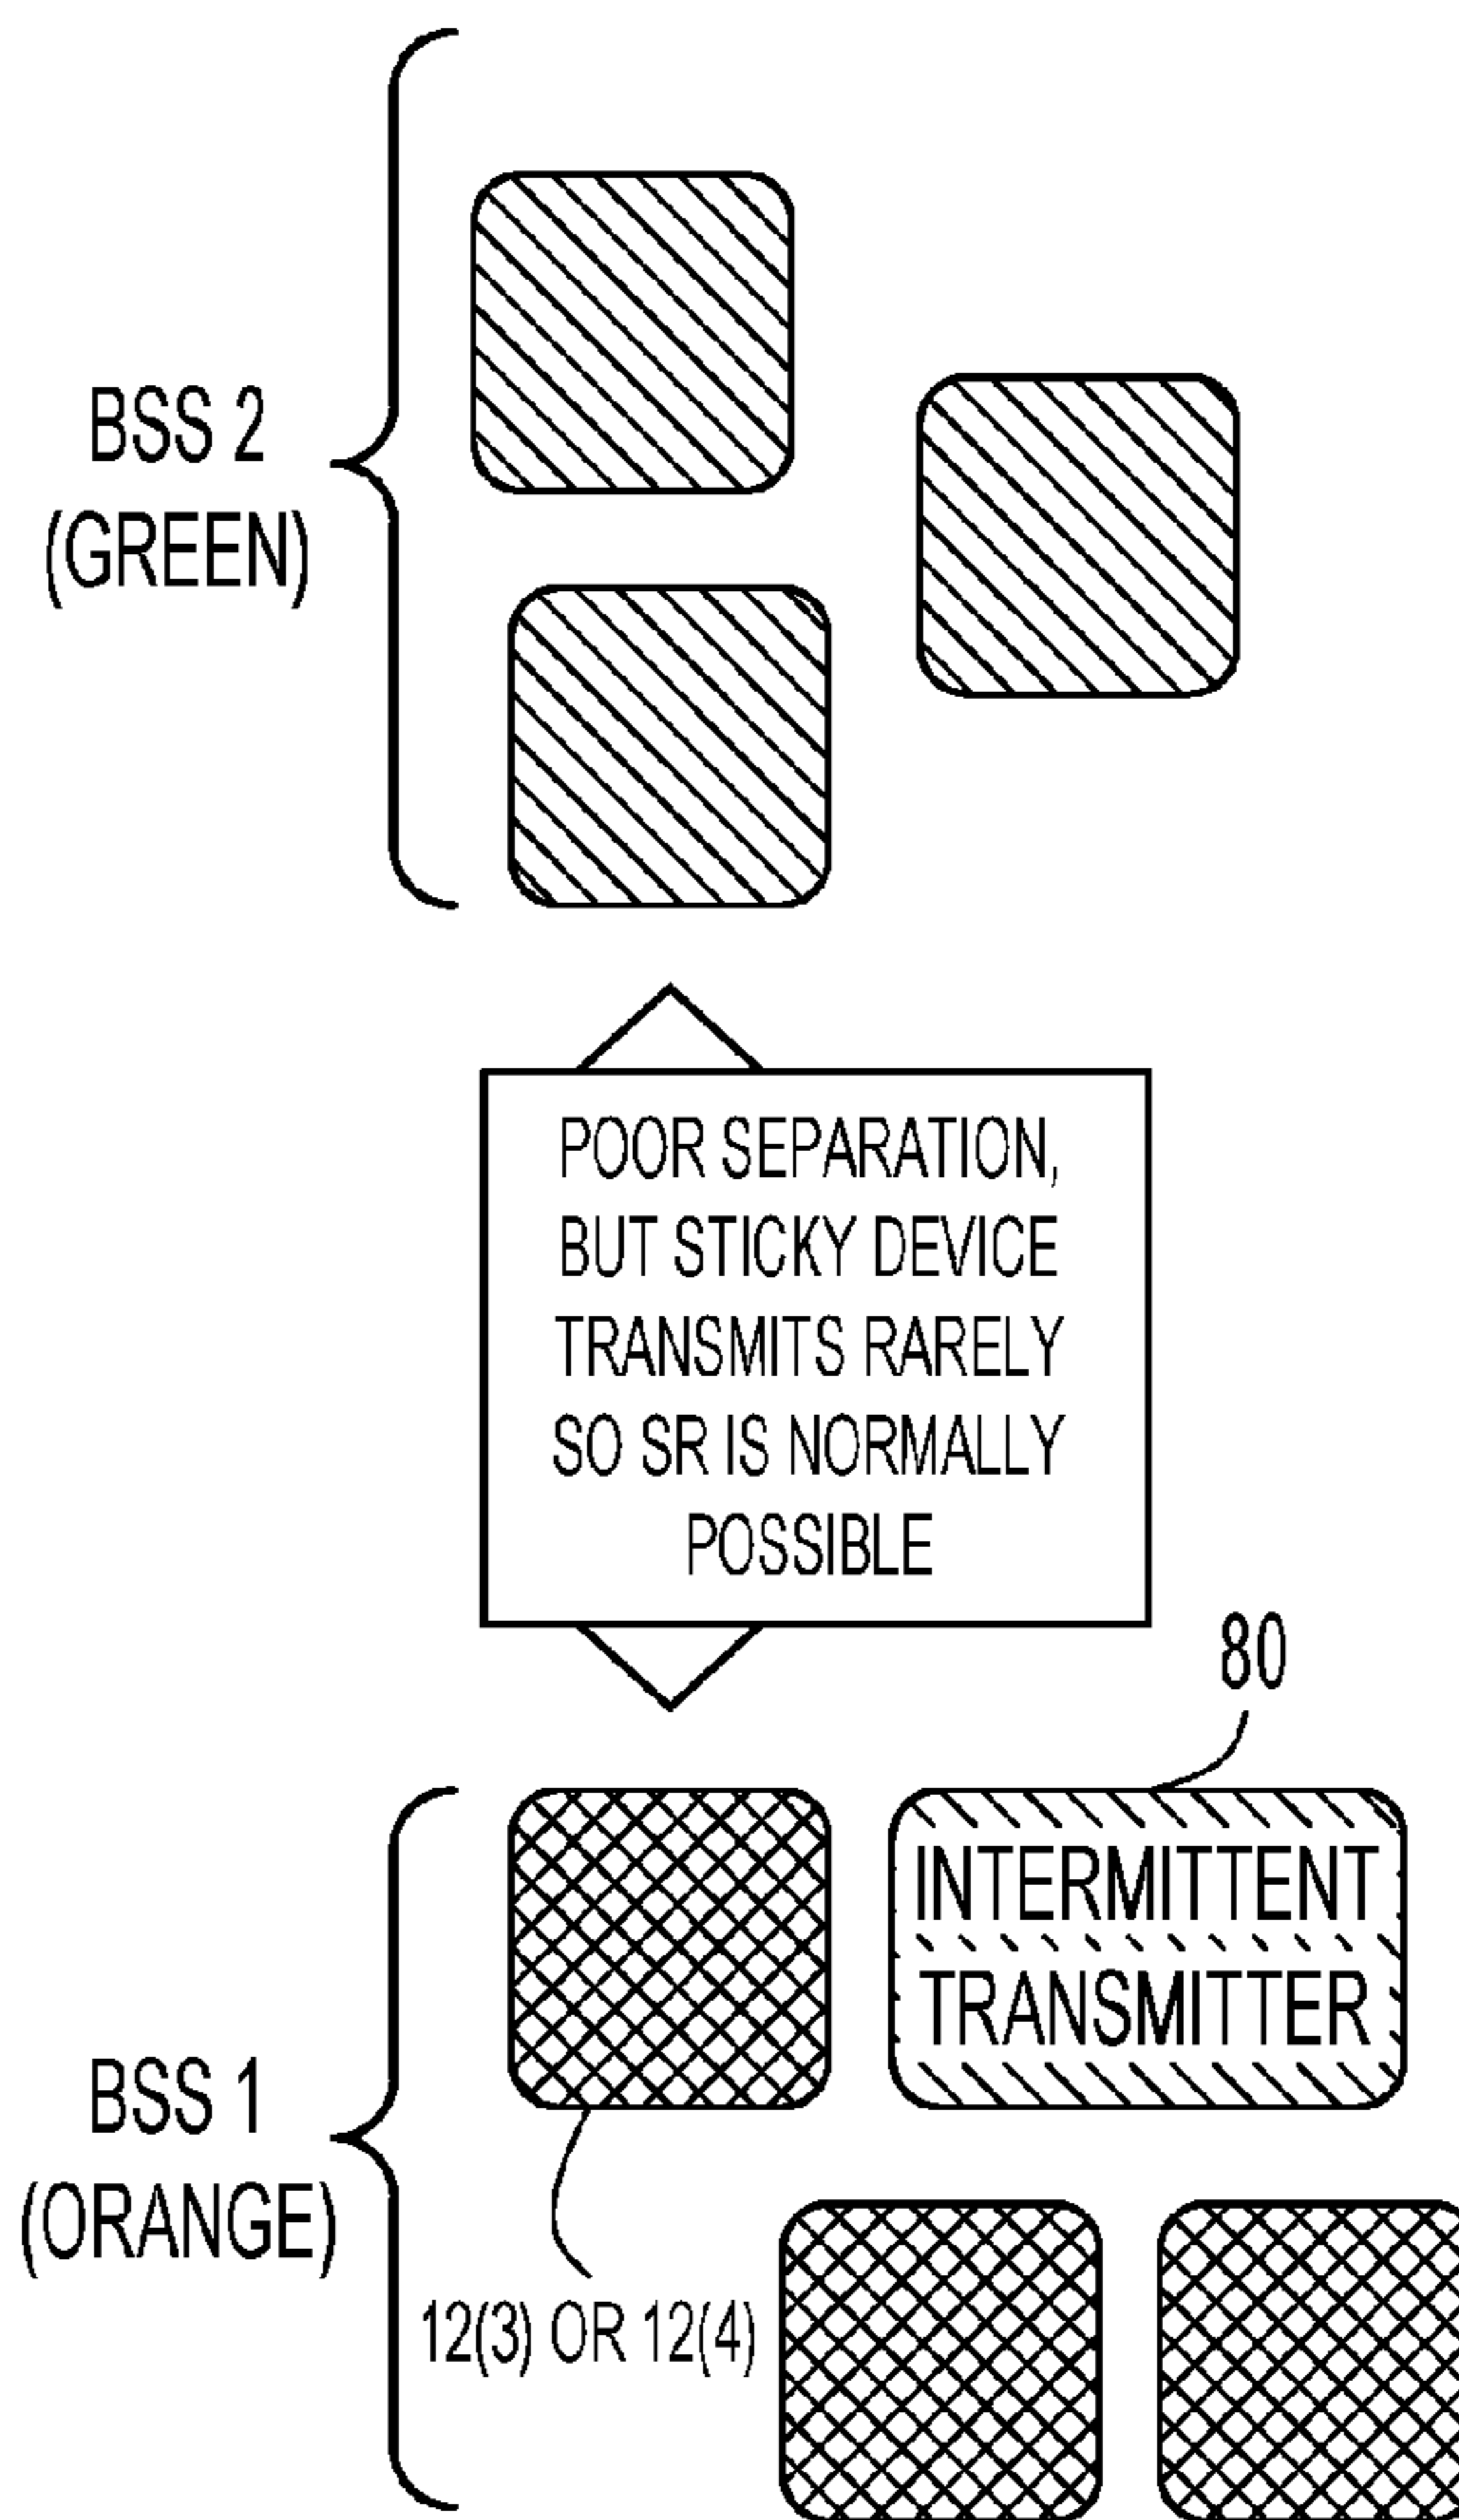 BSS 2
(GREEN)
POOR SEPARATION,
BUT STICKY DEVICE
TRANSMITS RARELY
SO SR IS NORMALLY
POSSIBLE
80
INTERMITTENT
TRANSMITTER
BSS 1
(ORANGE)
12(3) OR 12(4)